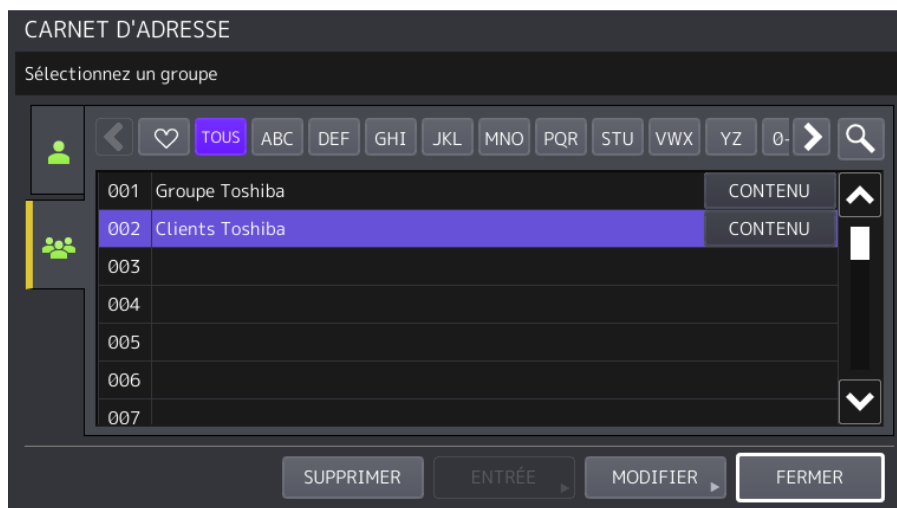 CARNET D'ADRESSE
Sélectionnez un groupe
TOUS ABC DEF GHI JKL MNO PQR STU VWX YZ 0-
001 Groupe Toshiba CONTENU
002 Clients Toshiba CONTENU
003
004
005
006
007
SUPPRIMER ENTRÉE MODIFIER FERMER